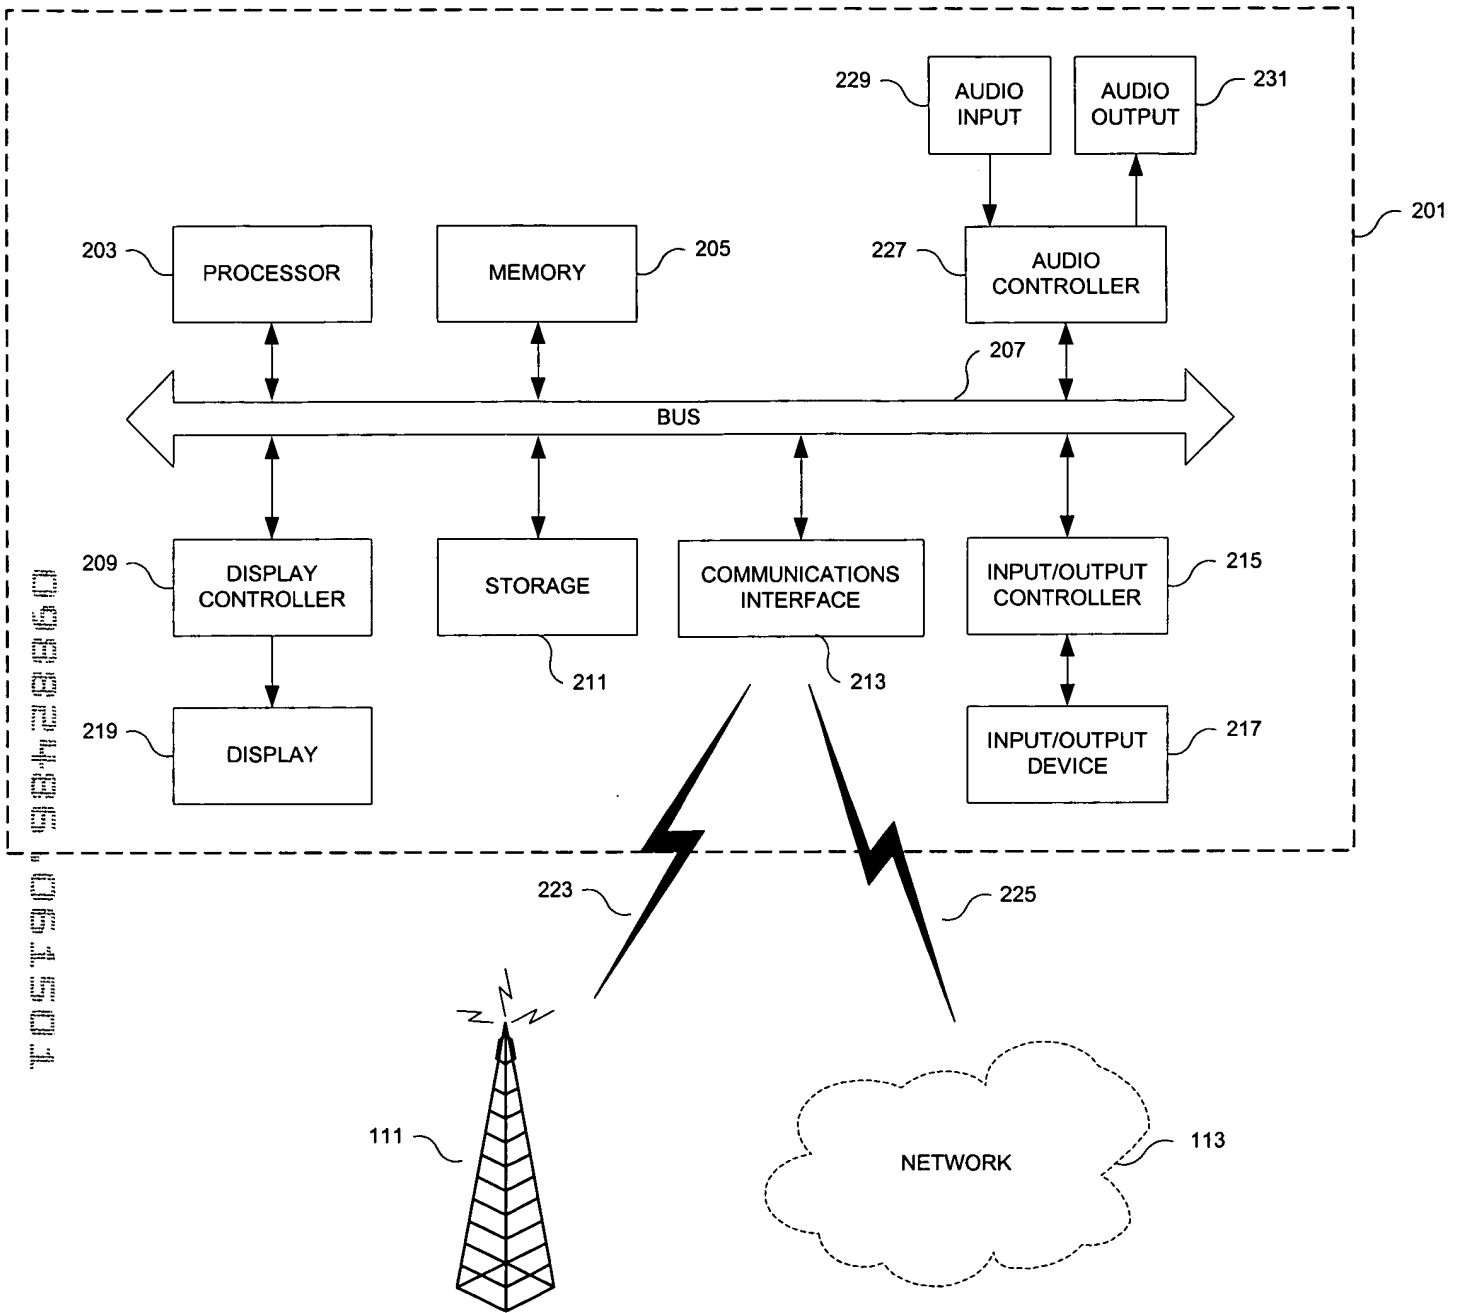 229
AUDIO
INPUT
AUDIO
OUTPUT
231
201
203
PROCESSOR
MEMORY
205
227
AUDIO
CONTROLLER
207
BUS
209
DISPLAY
CONTROLLER
STORAGE
211
COMMUNICATIONS
INTERFACE
213
INPUT/OUTPUT
CONTROLLER
215
219
DISPLAY
INPUT/OUTPUT
DEVICE
217
223
225
111
NETWORK
113
09882486.061501